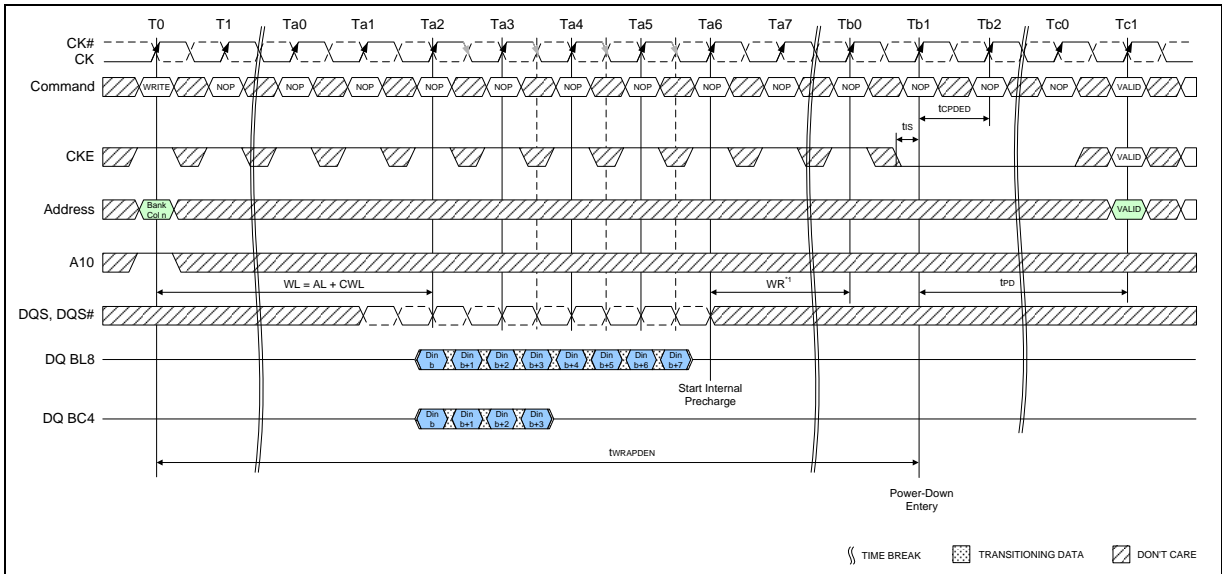 T0 T1 Ta0 Ta1 Ta2 Ta3 Ta4 Ta5 Ta6 Ta7 Tb0 Tb1 Tb2 Tc0 Tc1
CK#
CK
Command WRITE NOP NOP NOP NOP NOP NOP NOP NOP NOP NOP NOP NOP NOP VALID
tCPDED
tIS
CKE VALID
Address Bank Col n VALID
A10
WL = AL + CWL WR*1 tPD
DQS, DQS#
DQ BL8 Din b Din b+1 Din b+2 Din b+3 Din b+4 Din b+5 Din b+6 Din b+7
Start Internal
Precharge
DQ BC4 Din b Din b+1 Din b+2 Din b+3
tWRAPDEN
Power-Down
Entery
TIME BREAK TRANSITIONING DATA DON'T CARE